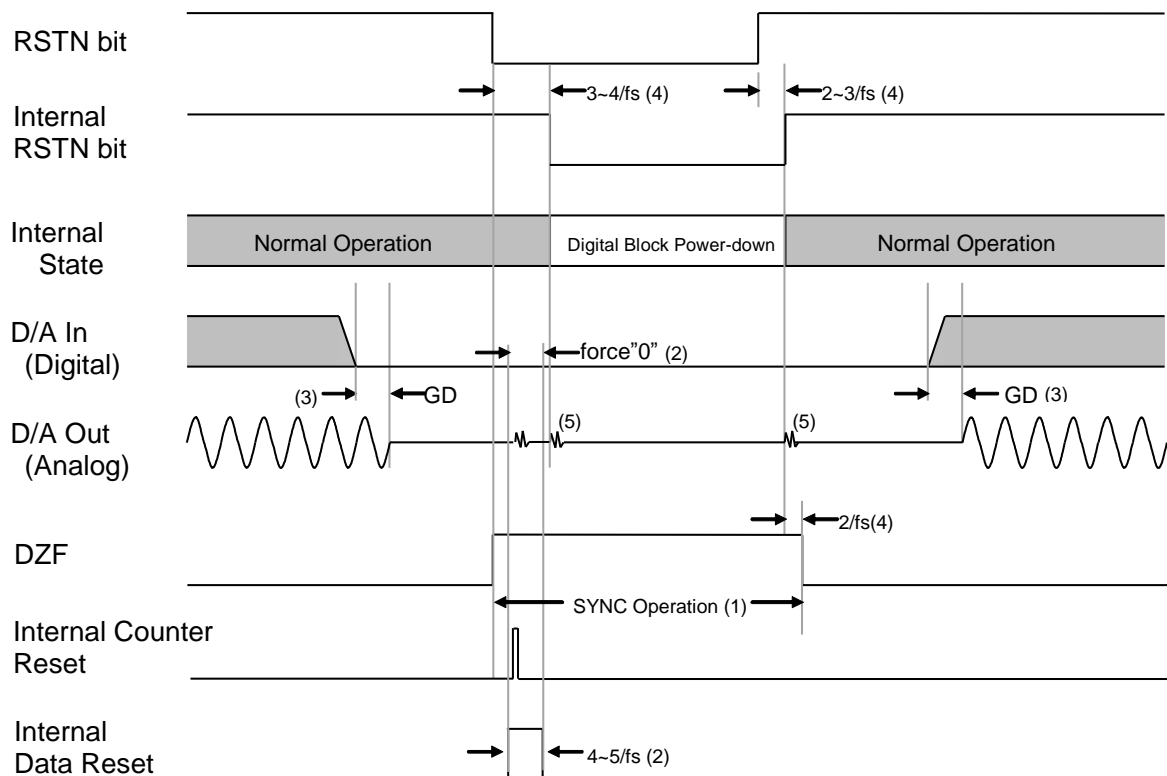 RSTN bit
3~4/fs (4)
2~3/fs (4)
Internal
RSTN bit
Internal
State
Normal Operation
Digital Block Power-down
Normal Operation
D/A In
(Digital)
force"0" (2)
(3)
GD
GD (3)
D/A Out
(Analog)
(5)
(5)
2/fs(4)
DZF
SYNC Operation (1)
Internal Counter
Reset
Internal
Data Reset
4~5/fs (2)